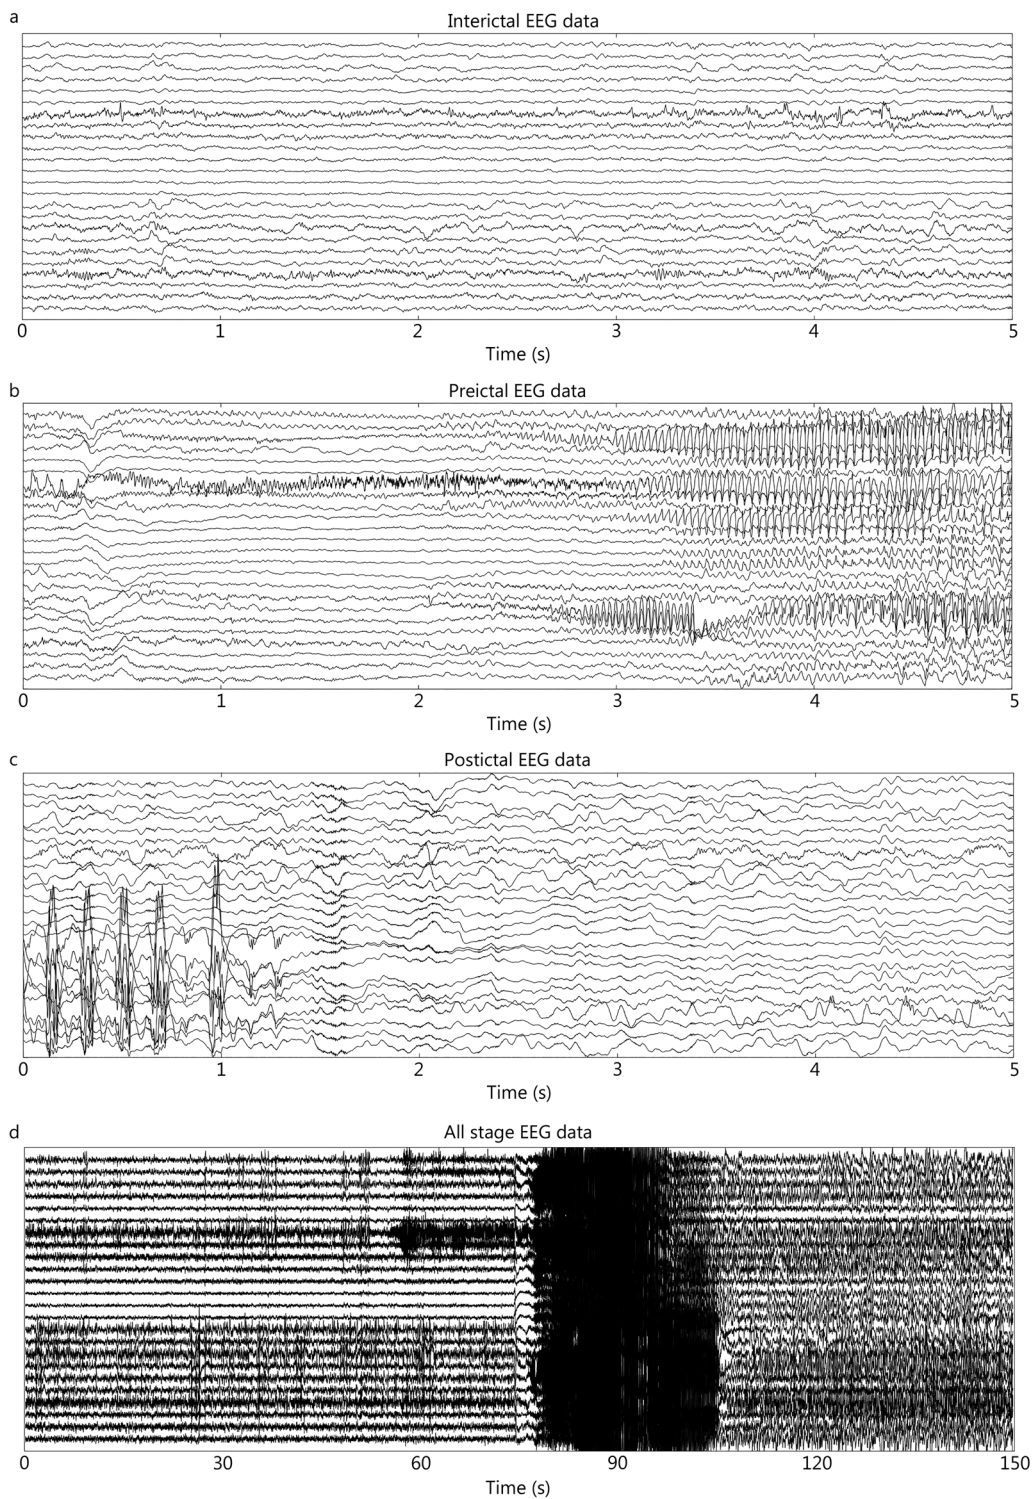 a
Interictal EEG data
0 1 2 3 4 5
Time (s)
b
Preictal EEG data
0 1 2 3 4 5
Time (s)
c
Postictal EEG data
0 1 2 3 4 5
Time (s)
d
All stage EEG data
0 30 60 90 120 150
Time (s)